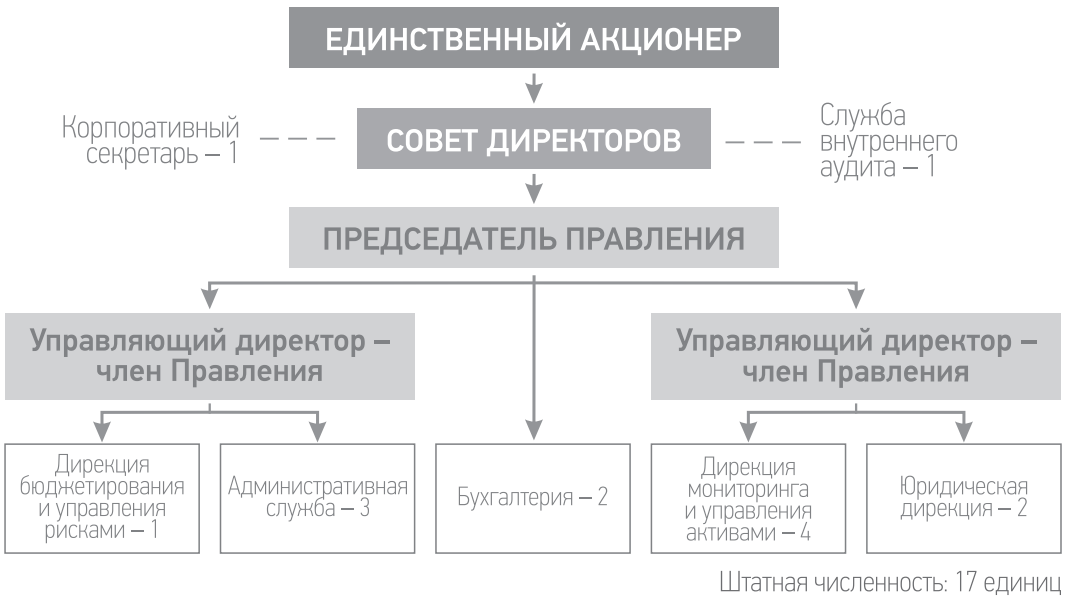 ЕДИНСТВЕННЫЙ АКЦИОНЕР
Корпоративный
секретарь – 1
СОВЕТ ДИРЕКТОРОВ
Служба
внутреннего
аудита – 1
ПРЕДСЕДАТЕЛЬ ПРАВЛЕНИЯ
Управляющий директор –
член Правления
Управляющий директор –
член Правления
Дирекция
бюджетирования
и управления
рисками – 1
Административная
служба – 3
Бухгалтерия – 2
Дирекция
мониторинга
и управления
активами – 4
Юридическая
дирекция – 2
Штатная численность: 17 единиц